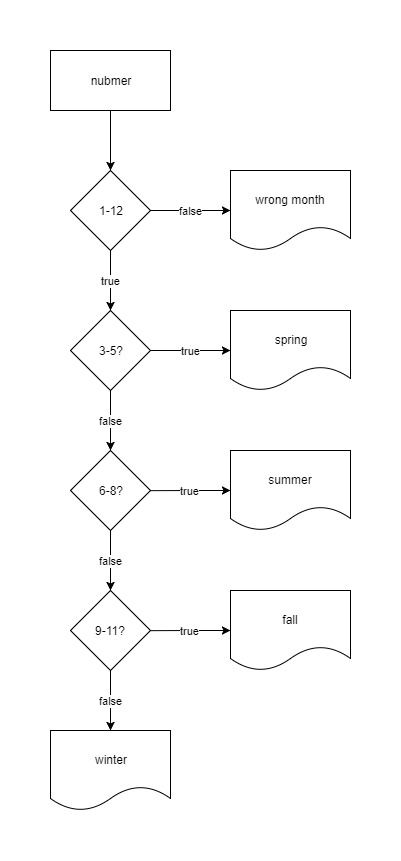 nubmer
1-12
false
wrong month
true
3-5?
true
spring
false
6-8?
true
summer
false
9-11?
true
fall
false
winter